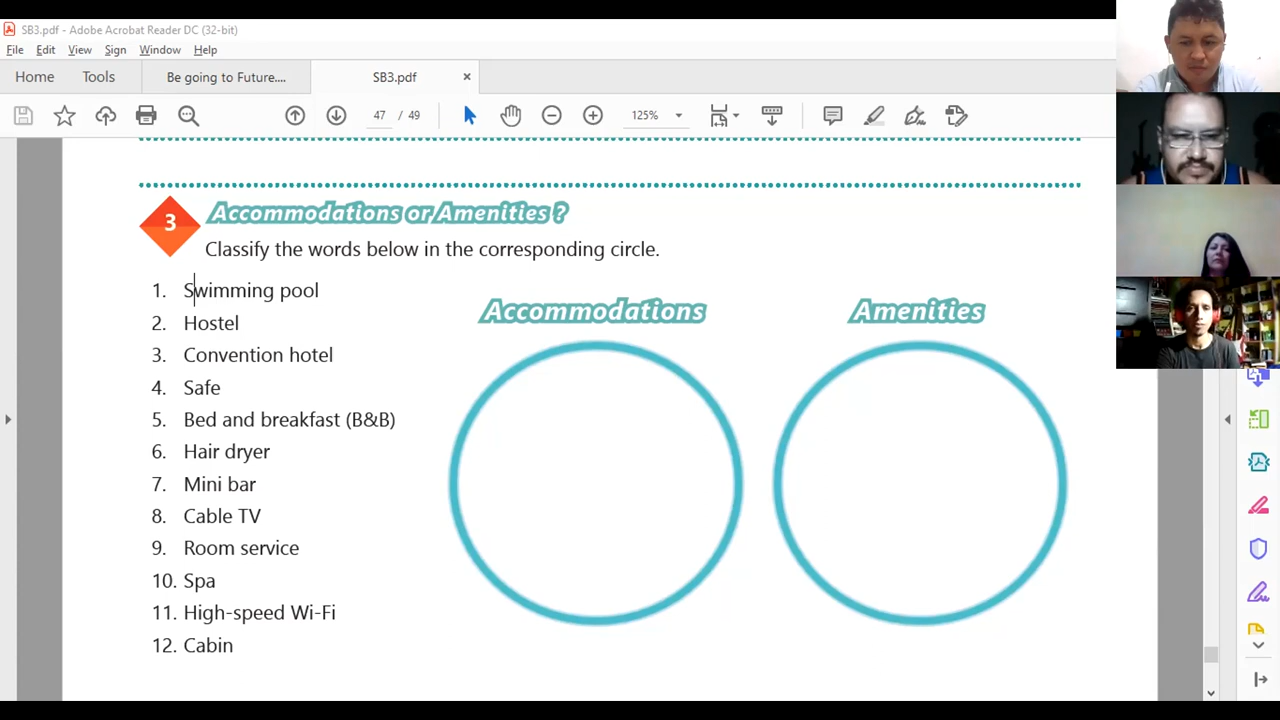 SB3.pdf - Adobe Acrobat Reader DC (32-bit)
File Edit View Sign Window Help
Home Tools Be going to Future.... SB3.pdf ×
47 / 49 125%
3 Accommodations or Amenities ?
Classify the words below in the corresponding circle.
1. Swimming pool
2. Hostel
3. Convention hotel
4. Safe
5. Bed and breakfast (B&B)
6. Hair dryer
7. Mini bar
8. Cable TV
9. Room service
10. Spa
11. High-speed Wi-Fi
12. Cabin
Accommodations
Amenities